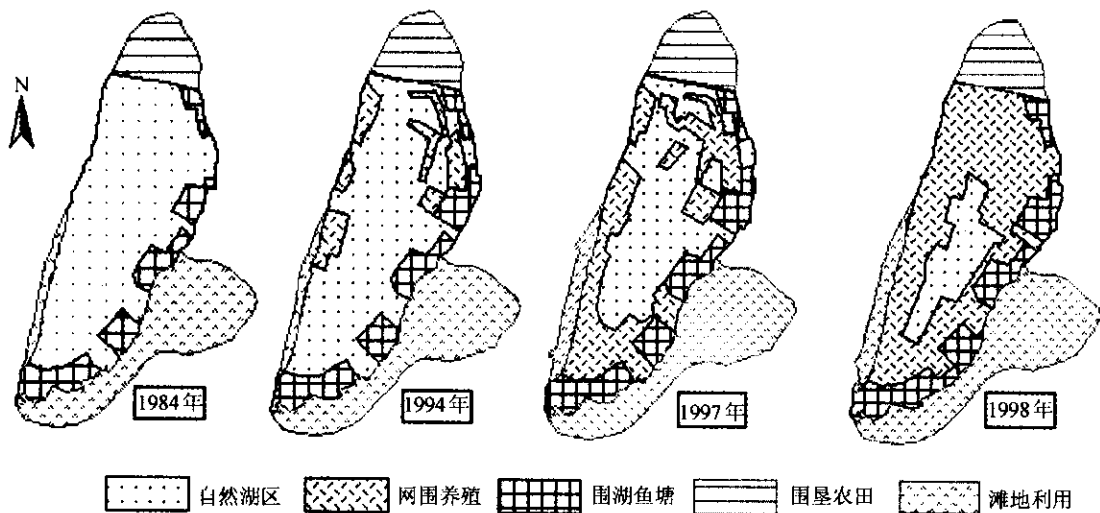 N
1984年
1994年
1997年
1998年
自然湖区 网围养殖 围湖鱼塘 围垦农田 滩地利用